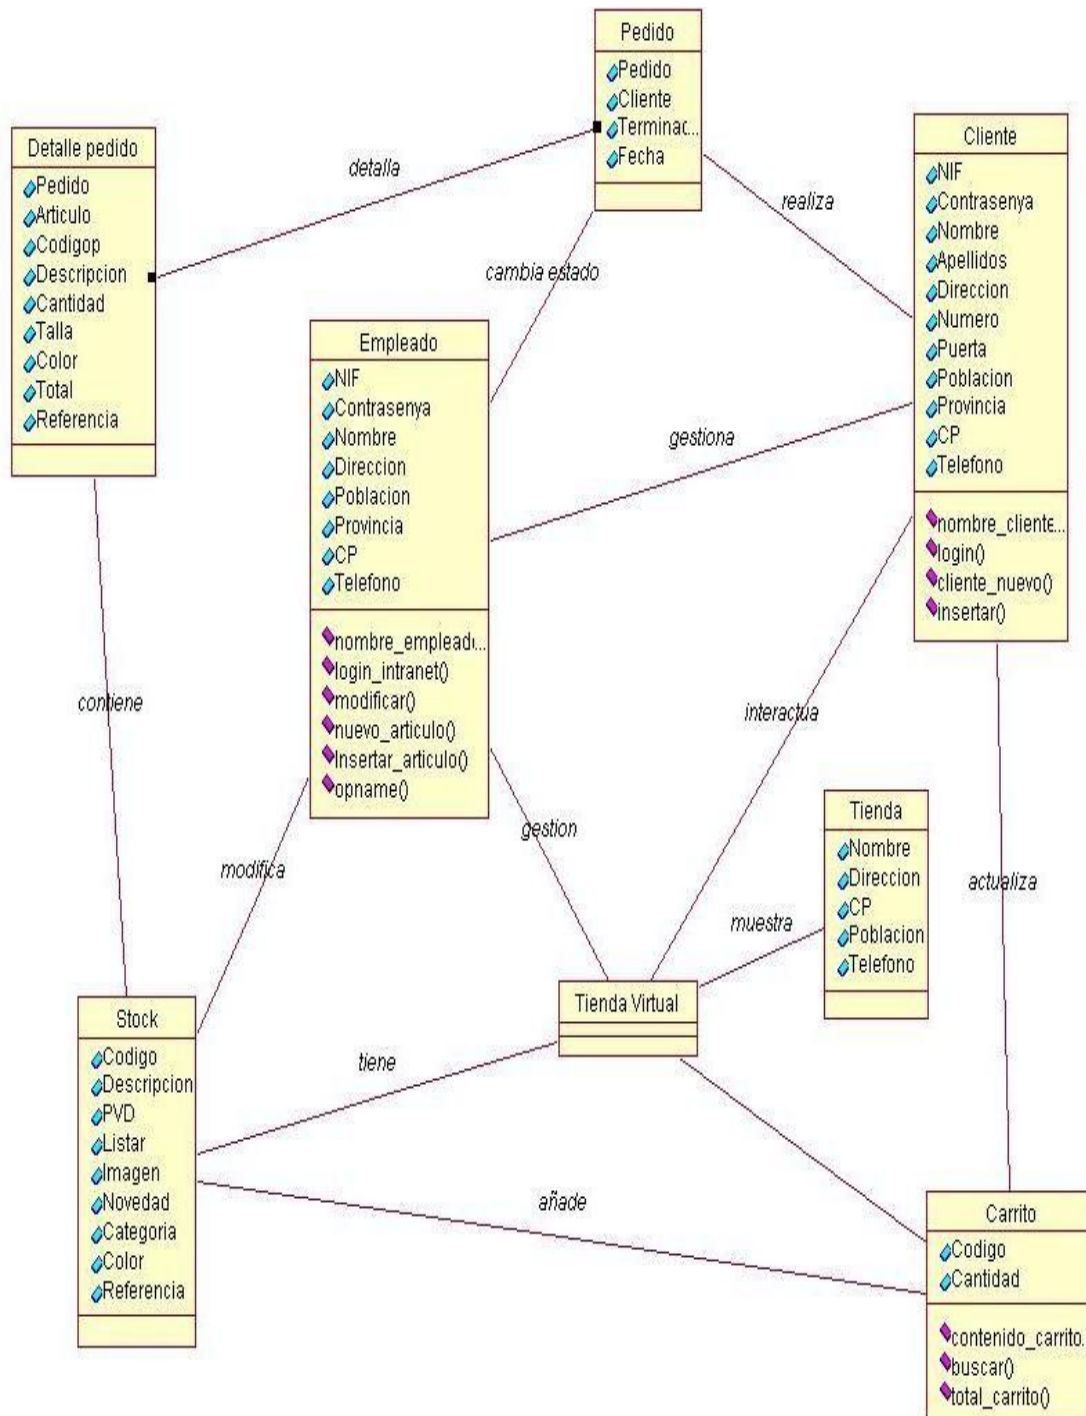 Pedido
Pedido
Cliente
Terminac...
Fecha
Detalle pedido
Pedido
Articulo
Codigop
Descripcion
Cantidad
Talla
Color
Total
Referencia
detalla
realiza
cambia estado
Cliente
NIF
Contrasenya
Nombre
Apellidos
Direccion
Numero
Puerta
Poblacion
Provincia
CP
Telefono
nombre_cliente...
login()
cliente_nuevo()
insertar()
Empleado
NIF
Contrasenya
Nombre
Direccion
Poblacion
Provincia
CP
Telefono
nombre_emplead...
login_intranet()
modificar()
nuevo_articulo()
Insertar_articulo()
opname()
gestiona
contiene
interactua
modifica
gestion
Tienda
Nombre
Direccion
CP
Poblacion
Telefono
actualiza
muestra
Tienda Virtual
tiene
Stock
Codigo
Descripcion
PVD
Listar
Imagen
Novedad
Categoria
Color
Referencia
añade
Carrito
Codigo
Cantidad
contenido_carrito..
buscar()
total_carrito()